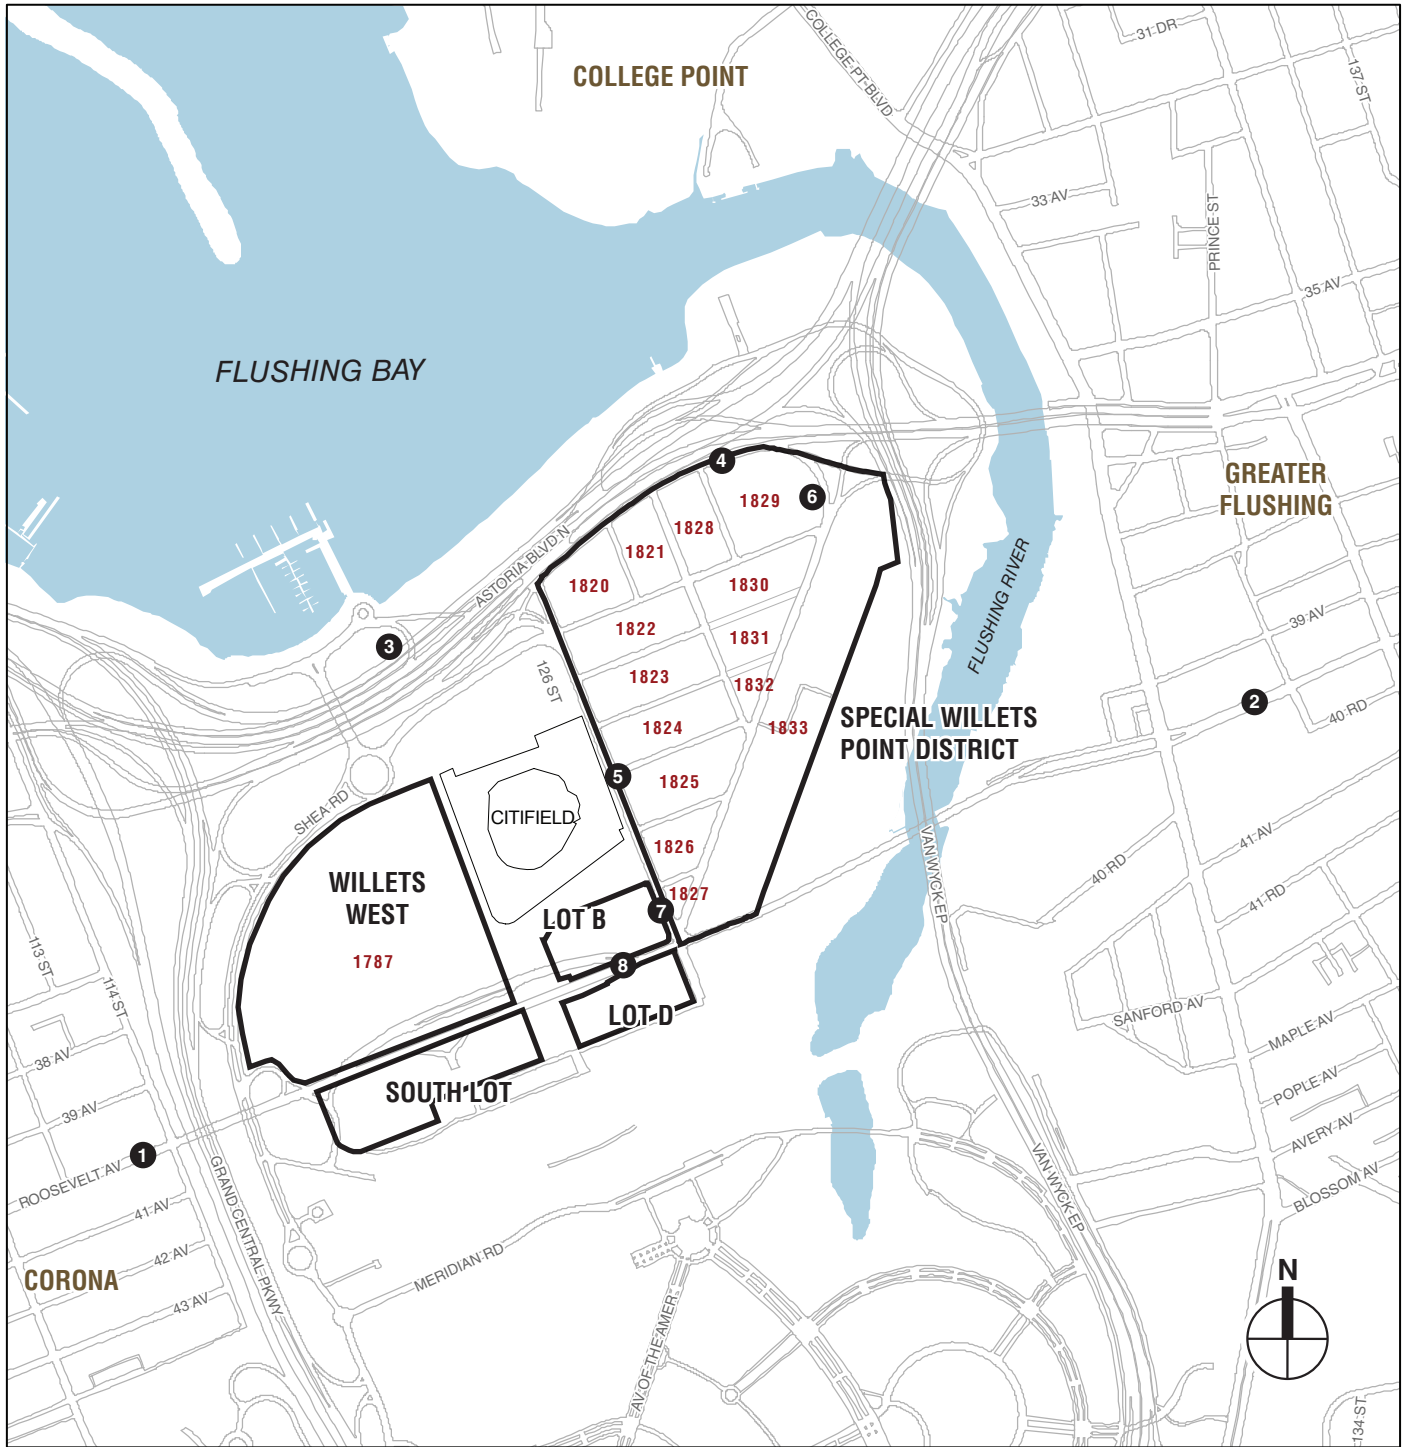 COLLEGE PT BLVD
31 DR
137 ST
COLLEGE POINT
33 AV
PRINCE ST
35 AV
FLUSHING BAY
4
6
1829
1828
1821
1820
1830
1822
1831
1823
1832
1824
1833
1825
1826
1827
GREATER
FLUSHING
ASTORIA BLVD N
FLUSHING RIVER
39 AV
3
126 ST
2
40 RD
SPECIAL WILLETS
POINT DISTRICT
5
SHEA RD
CITIFIELD
VAN WYCK EP
41 AV
40 RD
41 RD
WILLETS
WEST
1787
LOT B
7
8
LOT D
SOUTH LOT
113 ST
114 ST
SANFORD AV
MAPLE AV
38 AV
POPLE AV
39 AV
AVERY AV
1
ROOSEVELT AV
BLOSSOM AV
GRAND CENTRAL PKWY
VAN WYCK EP
41 AV
42 AV
MERIDIAN RD
CORONA
43 AV
N
AV OF THE AMER
134 ST